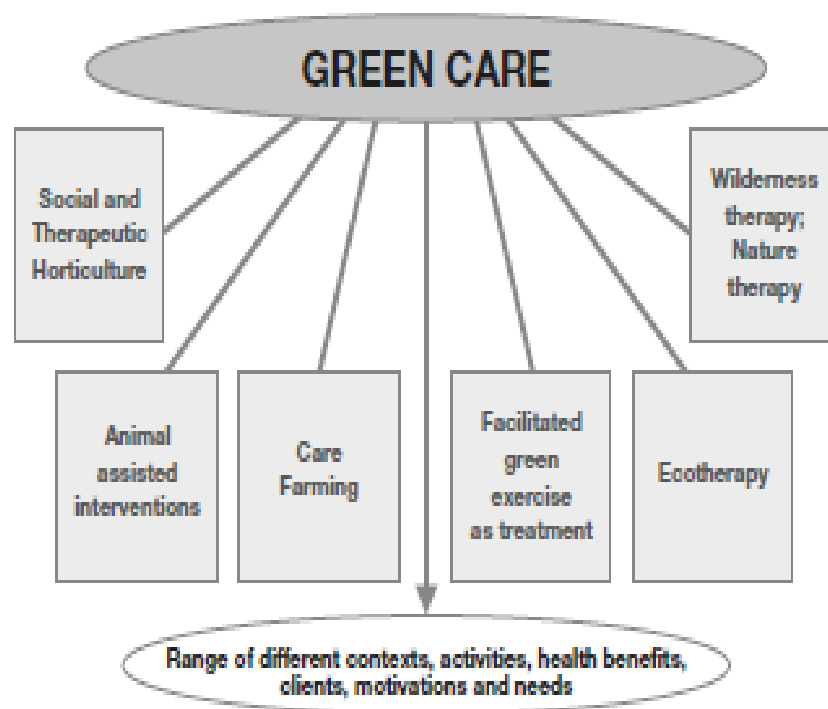 GREEN CARE
Social and
Therapeutic
Horticulture
Wilderness
therapy;
Nature
therapy
Animal
assisted
interventions
Care
Farming
Facilitated
green
exercise
as treatment
Ecotherapy
Range of different contexts, activities, health benefits,
clients, motivations and needs